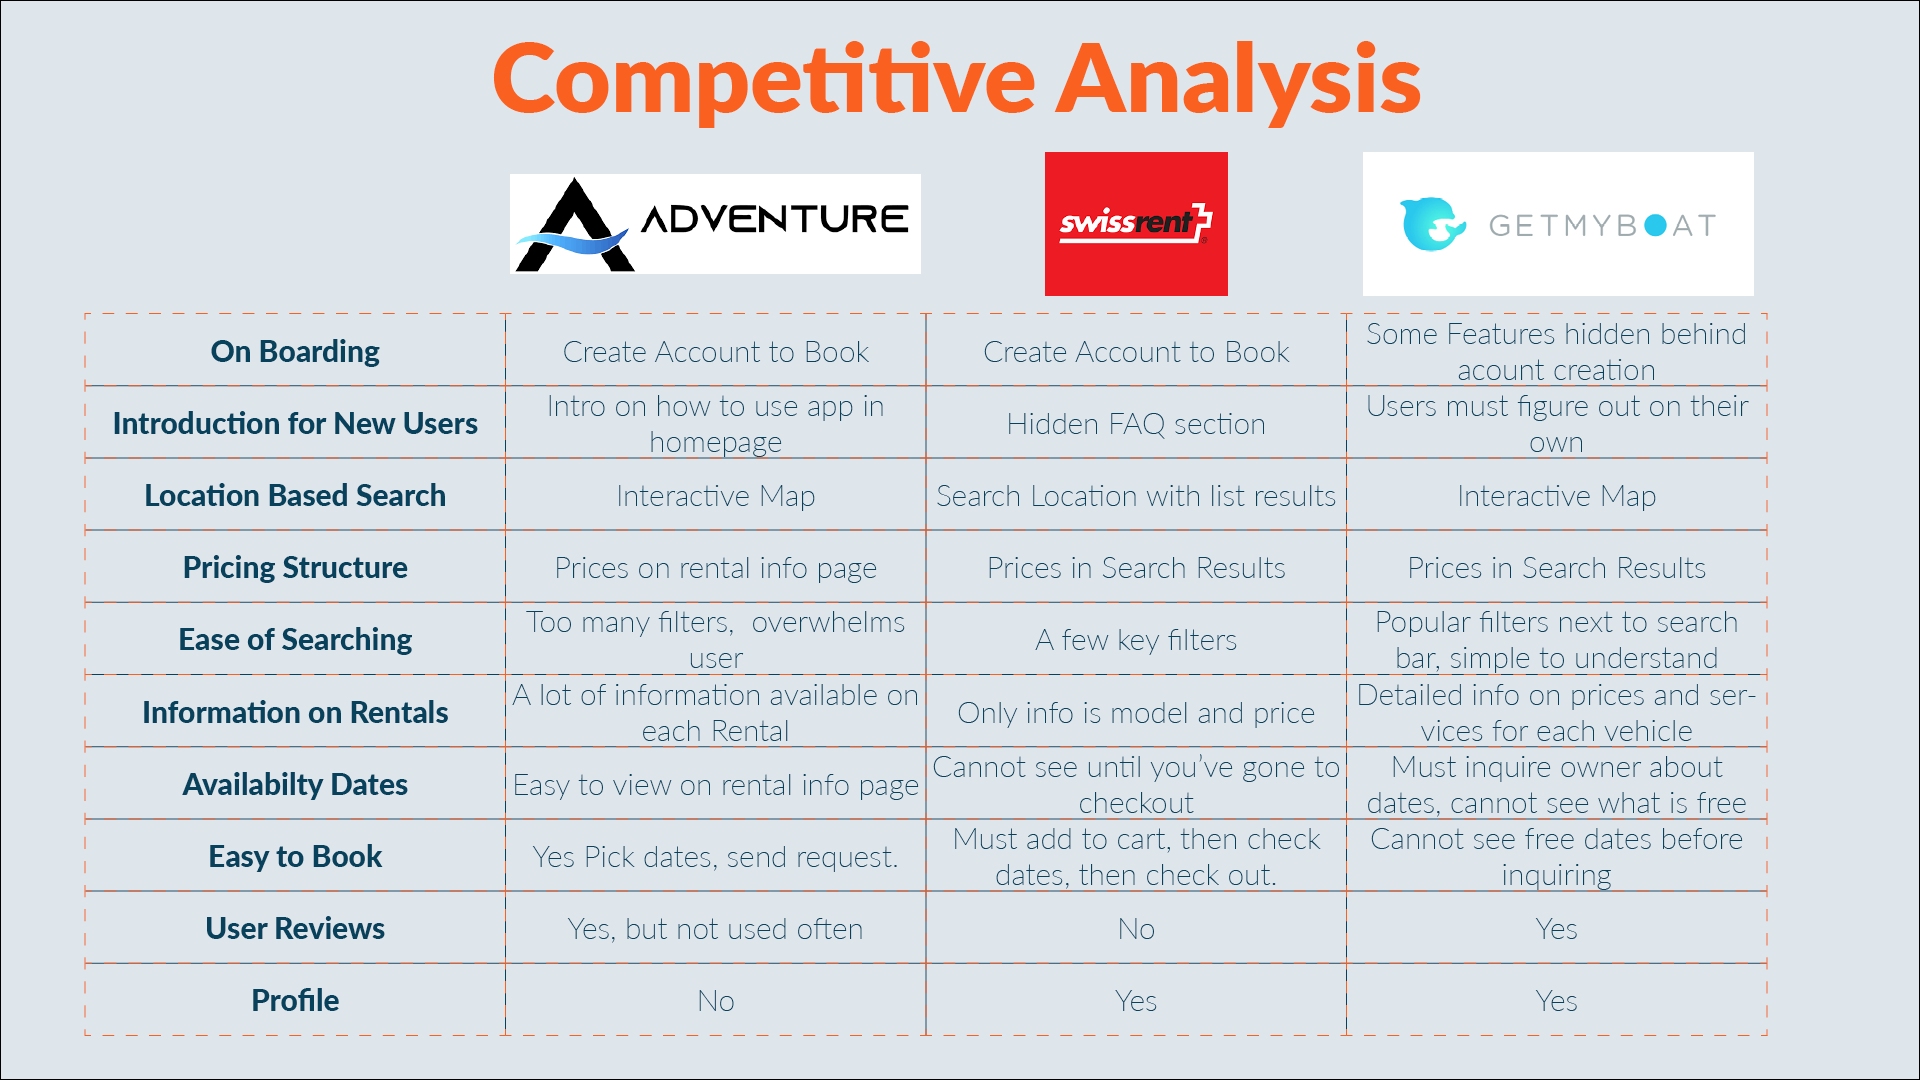 Competitive Analysis
ADVENTURE
swissrent
GETMYBOAT
On Boarding
Create Account to Book
Create Account to Book
Some Features hidden behind
acount creation
Introduction for New Users
Intro on how to use app in
homepage
Hidden FAQ section
Users must figure out on their
own
Location Based Search
Interactive Map
Search Location with list results
Interactive Map
Pricing Structure
Prices on rental info page
Prices in Search Results
Prices in Search Results
Ease of Searching
Too many filters,  overwhelms
user
A few key filters
Popular filters next to search
bar, simple to understand
Information on Rentals
A lot of information available on
each Rental
Only info is model and price
Detailed info on prices and ser-
vices for each vehicle
Availabilty Dates
Easy to view on rental info page
Cannot see until you've gone to
checkout
Must inquire owner about
dates, cannot see what is free
Easy to Book
Yes Pick dates, send request.
Must add to cart, then check
dates, then check out.
Cannot see free dates before
inquiring
User Reviews
Yes, but not used often
No
Yes
Profile
No
Yes
Yes